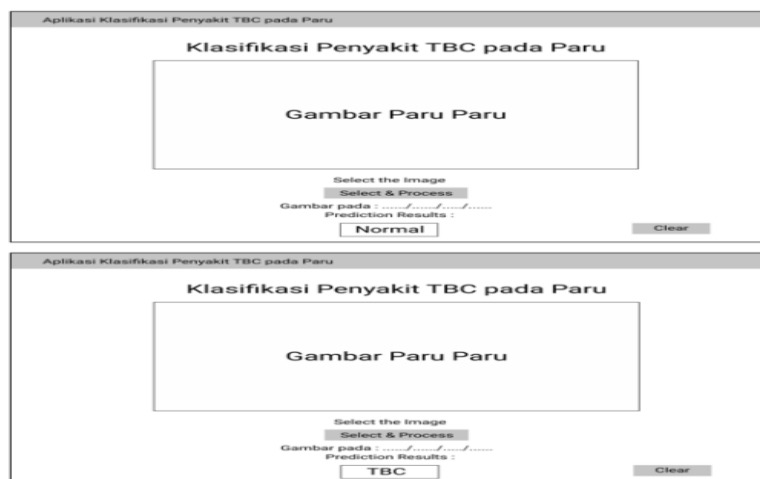 Aplikasi Klasifikasi Penyakit TBC pada Paru
Klasifikasi Penyakit TBC pada Paru
Gambar Paru Paru
Select the Image
Select & Process
Gambar pada : ....../....../...../......
Prediction Results :
Normal
Clear
Aplikasi Klasifikasi Penyakit TBC pada Paru
Klasifikasi Penyakit TBC pada Paru
Gambar Paru Paru
Select the Image
Select & Process
Gambar pada : ....../....../...../......
Prediction Results :
TBC
Clear